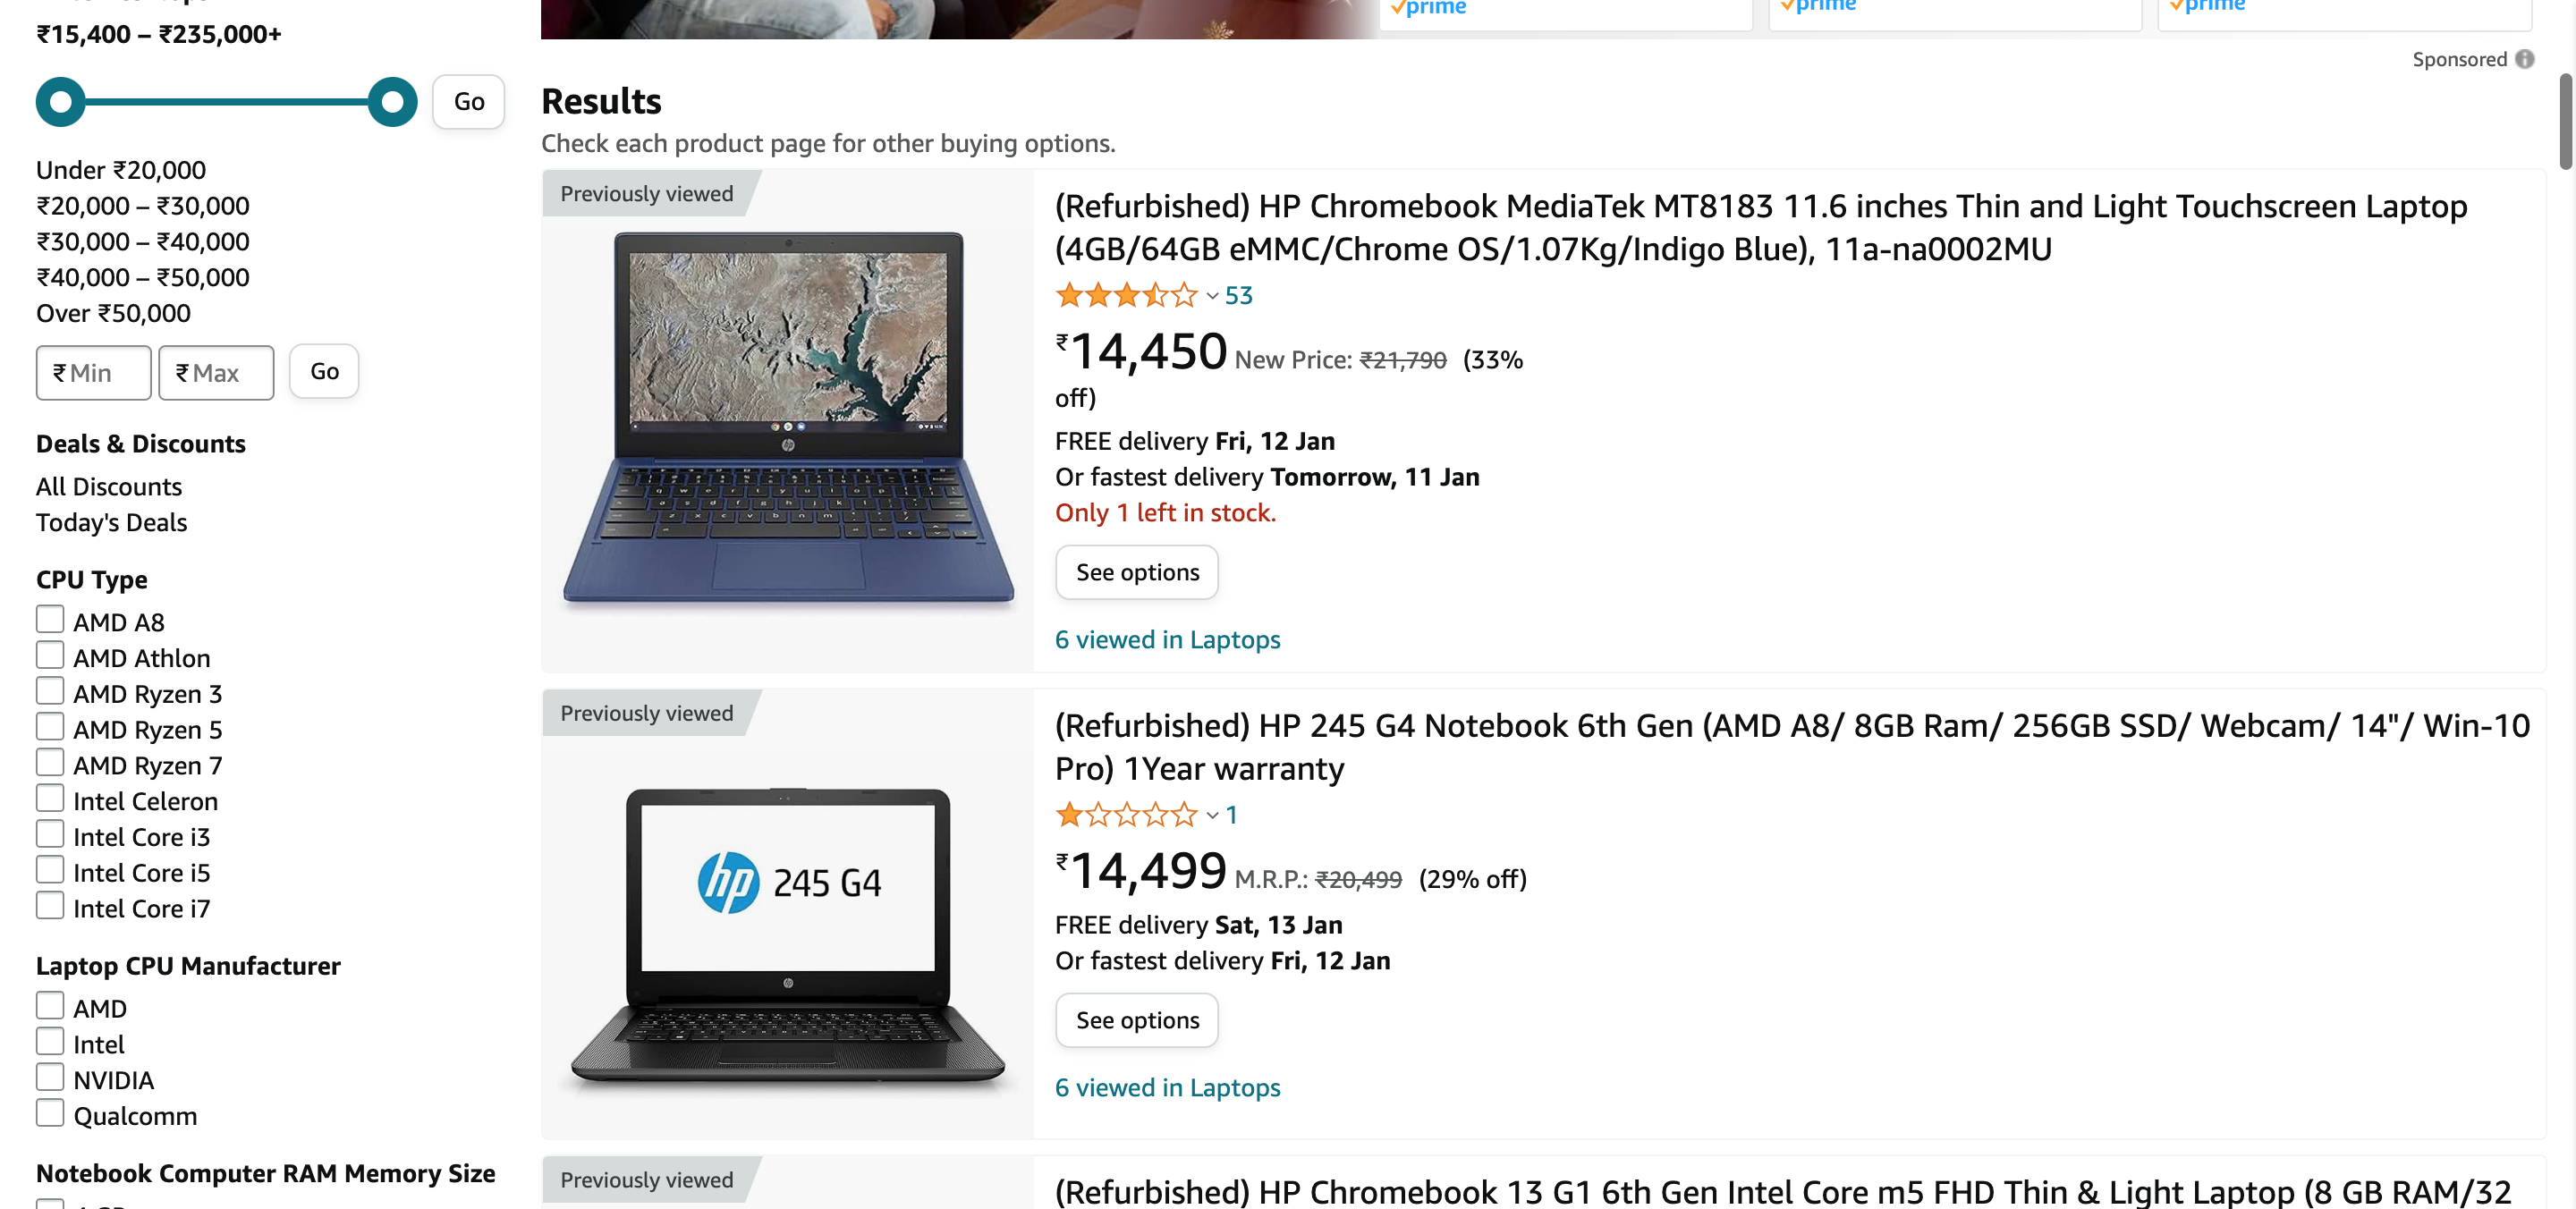 ₹15,400 – ₹235,000+
Go
Under ₹20,000
₹20,000 – ₹30,000
₹30,000 – ₹40,000
₹40,000 – ₹50,000
Over ₹50,000
₹ Min ₹ Max Go
Deals & Discounts
All Discounts
Today's Deals
CPU Type
AMD A8
AMD Athlon
AMD Ryzen 3
AMD Ryzen 5
AMD Ryzen 7
Intel Celeron
Intel Core i3
Intel Core i5
Intel Core i7
Laptop CPU Manufacturer
AMD
Intel
NVIDIA
Qualcomm
Notebook Computer RAM Memory Size
prime prime prime
Sponsored
Results
Check each product page for other buying options.
Previously viewed
(Refurbished) HP Chromebook MediaTek MT8183 11.6 inches Thin and Light Touchscreen Laptop
(4GB/64GB eMMC/Chrome OS/1.07Kg/Indigo Blue), 11a-na0002MU
53
₹14,450 New Price: ₹21,790 (33%
off)
FREE delivery Fri, 12 Jan
Or fastest delivery Tomorrow, 11 Jan
Only 1 left in stock.
See options
6 viewed in Laptops
Previously viewed
hp 245 G4
(Refurbished) HP 245 G4 Notebook 6th Gen (AMD A8/ 8GB Ram/ 256GB SSD/ Webcam/ 14"/ Win-10
Pro) 1Year warranty
1
₹14,499 M.R.P.: ₹20,499 (29% off)
FREE delivery Sat, 13 Jan
Or fastest delivery Fri, 12 Jan
See options
6 viewed in Laptops
Previously viewed
(Refurbished) HP Chromebook 13 G1 6th Gen Intel Core m5 FHD Thin & Light Laptop (8 GB RAM/32